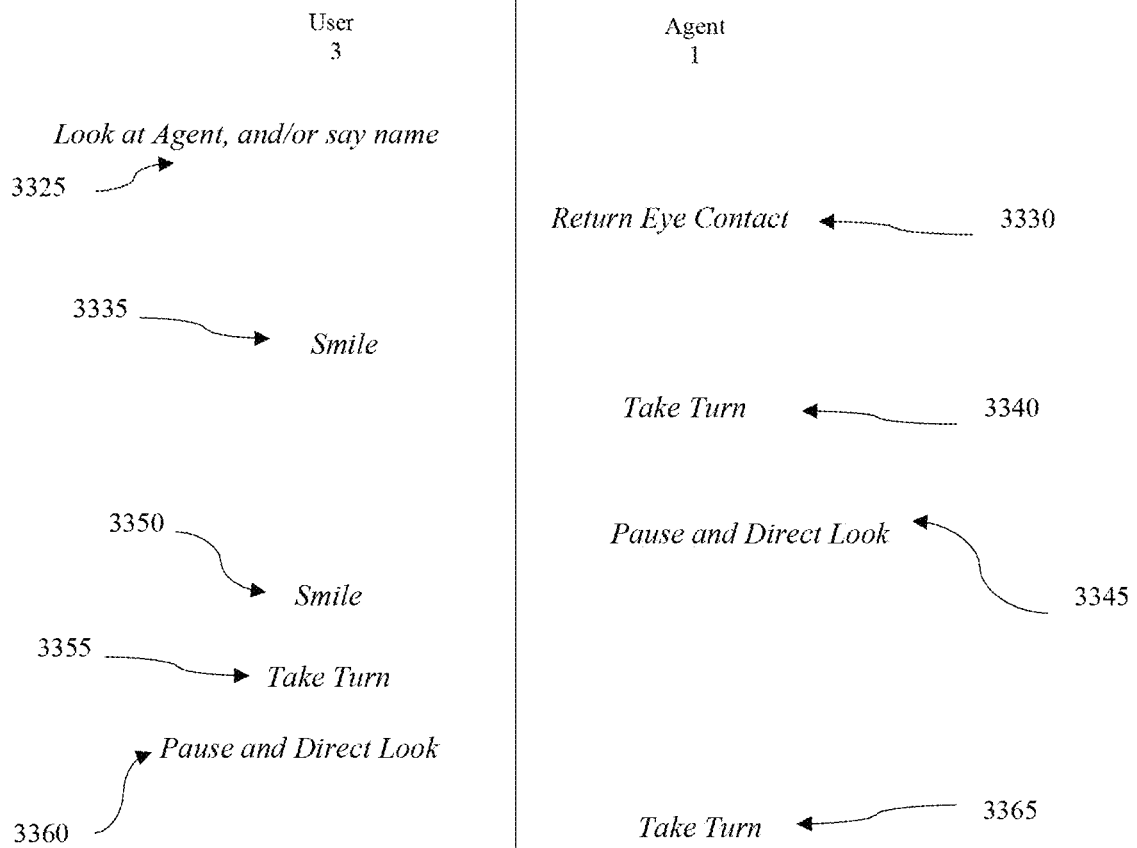 User
3
Agent
1
Look at Agent, and/or say name
3325
Return Eye Contact
3330
3335
Smile
Take Turn
3340
3350
Pause and Direct Look
Smile
3345
3355
Take Turn
Pause and Direct Look
3360
3365
Take Turn